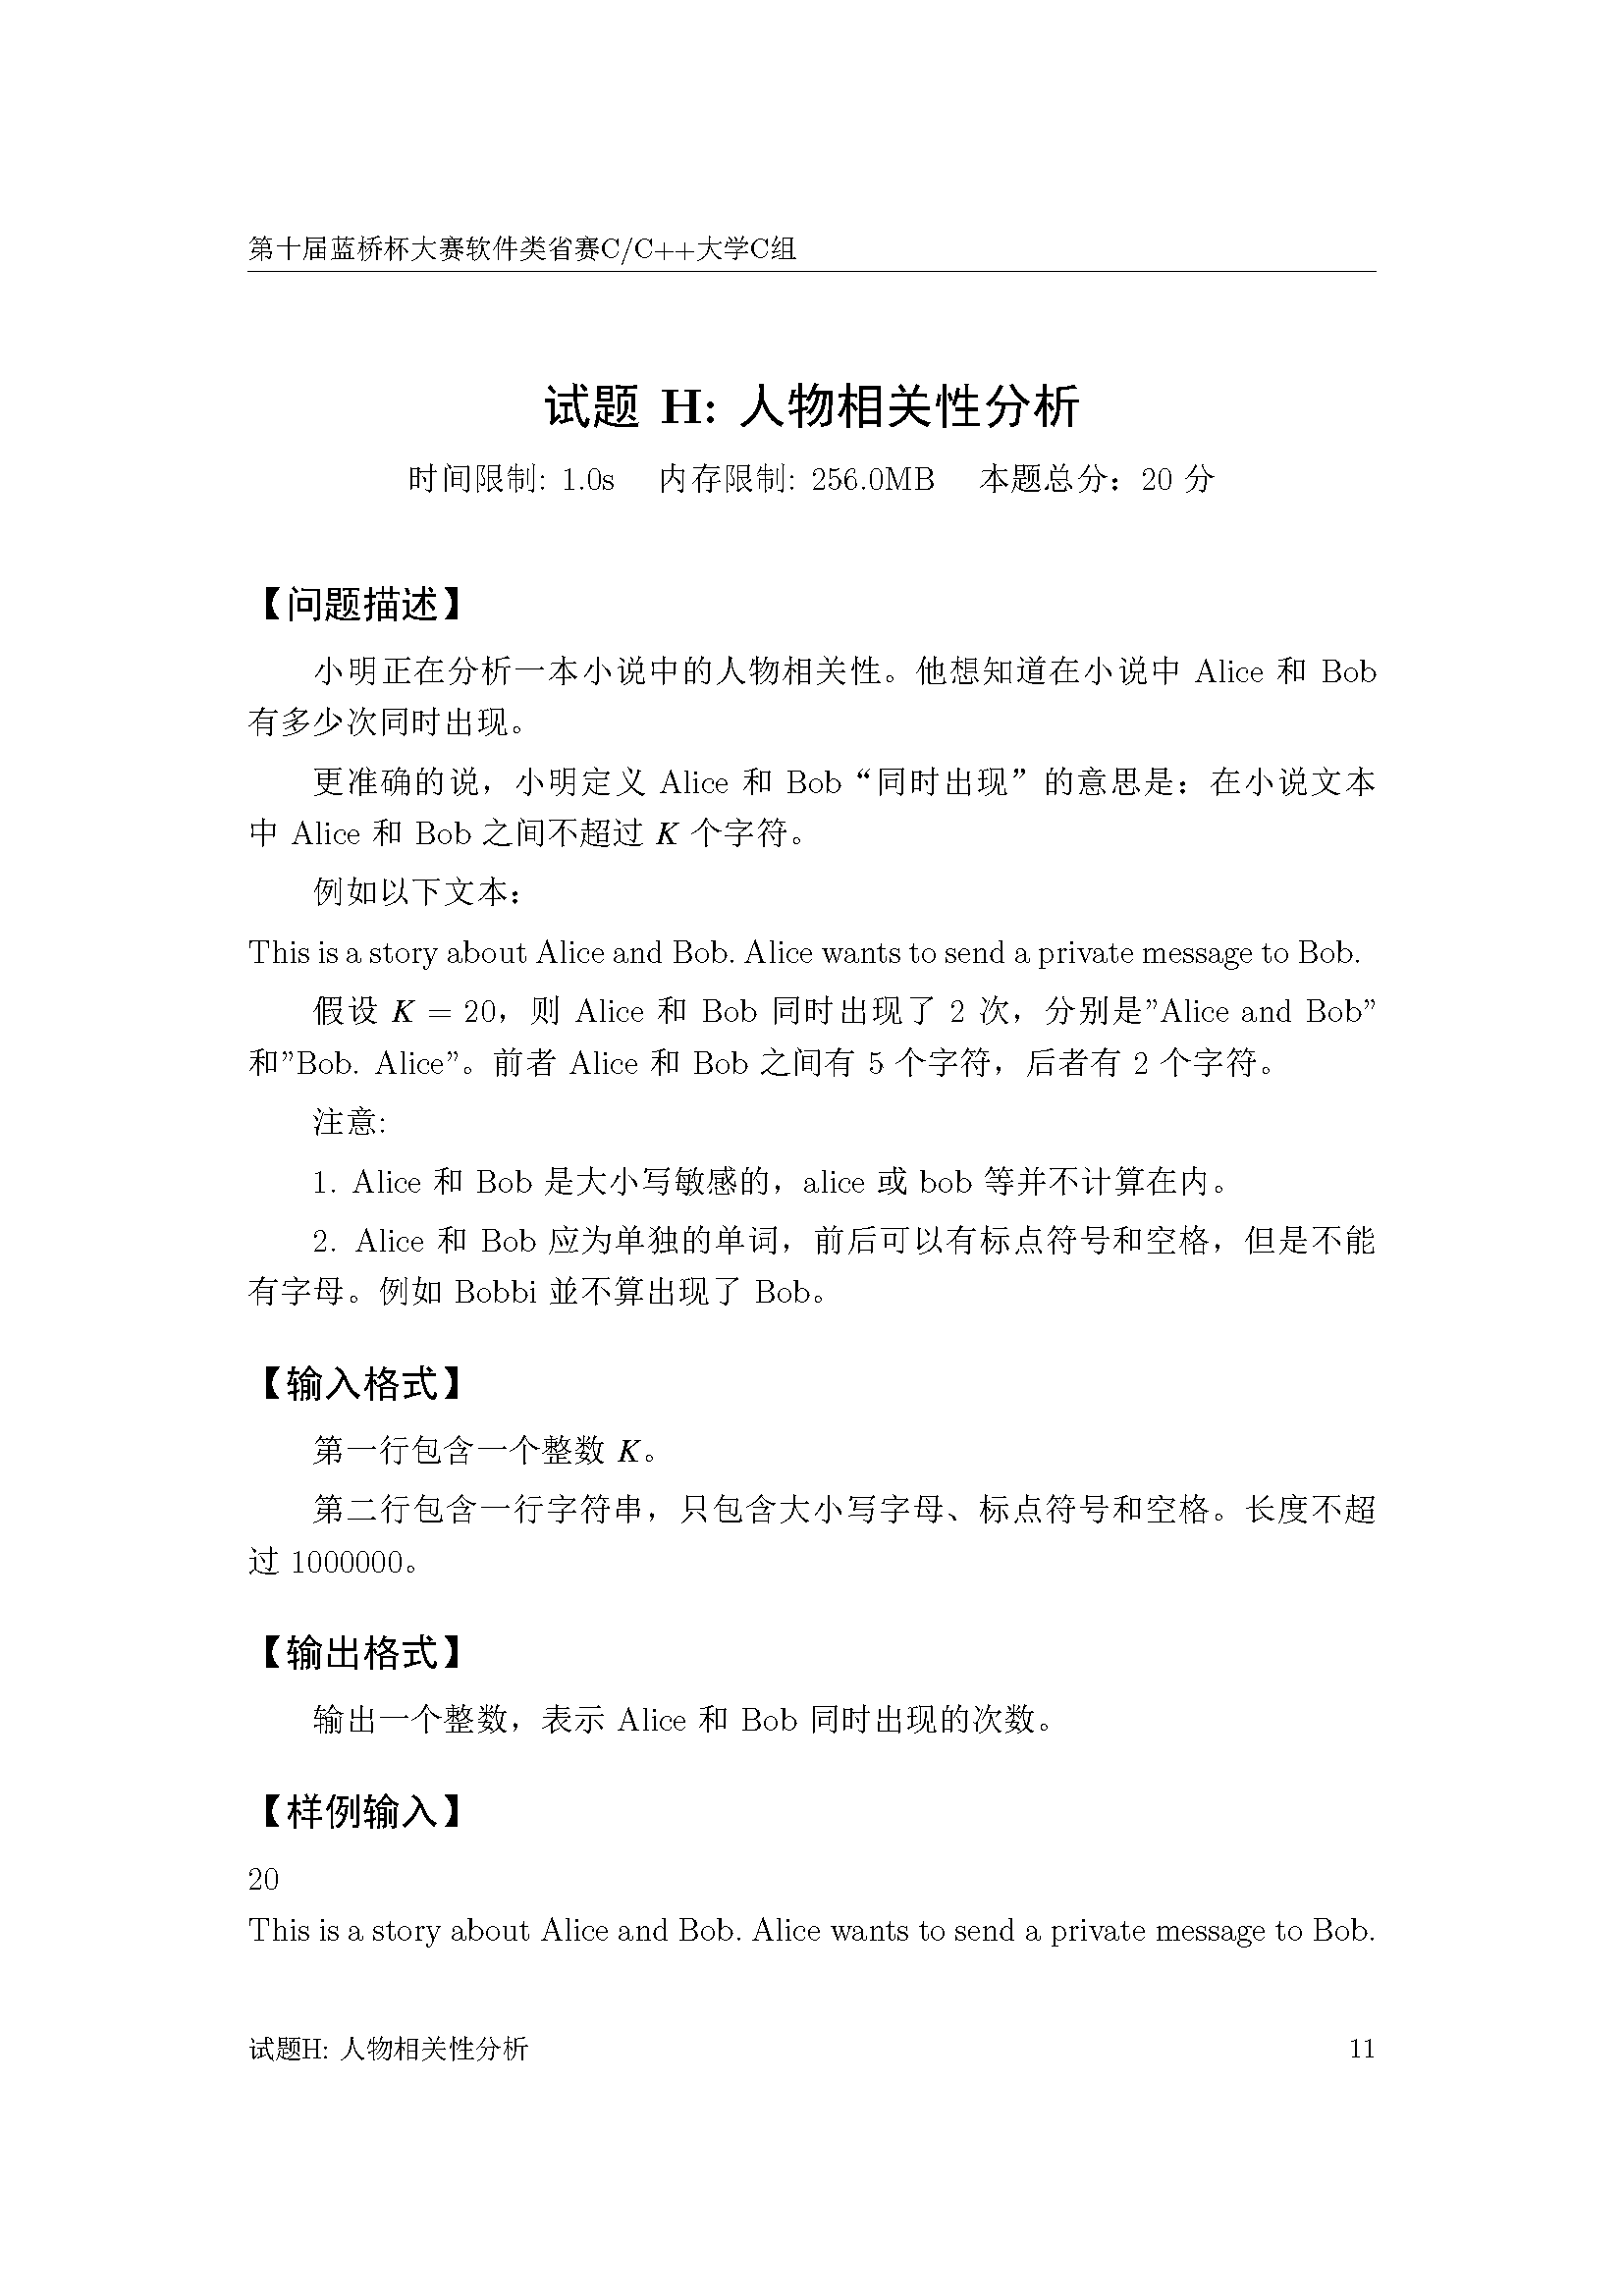 第十届蓝桥杯大赛软件类省赛C/C++大学C组
试题 H: 人物相关性分析
时间限制: 1.0s 内存限制: 256.0MB 本题总分：20 分
【问题描述】
小明正在分析一本小说中的人物相关性。他想知道在小说中 Alice 和 Bob
有多少次同时出现。
更准确的说，小明定义 Alice 和 Bob“同时出现”的意思是：在小说文本
中 Alice 和 Bob 之间不超过 K 个字符。
例如以下文本：
This is a story about Alice and Bob. Alice wants to send a private message to Bob.
假设 K = 20，则 Alice 和 Bob 同时出现了 2 次，分别是”Alice and Bob”
和”Bob. Alice”。前者 Alice 和 Bob 之间有 5 个字符，后者有 2 个字符。
注意:
1. Alice 和 Bob 是大小写敏感的，alice 或 bob 等并不计算在内。
2. Alice 和 Bob 应为单独的单词，前后可以有标点符号和空格，但是不能
有字母。例如 Bobbi 並不算出现了 Bob。
【输入格式】
第一行包含一个整数 K。
第二行包含一行字符串，只包含大小写字母、标点符号和空格。长度不超
过 1000000。
【输出格式】
输出一个整数，表示 Alice 和 Bob 同时出现的次数。
【样例输入】
20
This is a story about Alice and Bob. Alice wants to send a private message to Bob.
试题H: 人物相关性分析 11